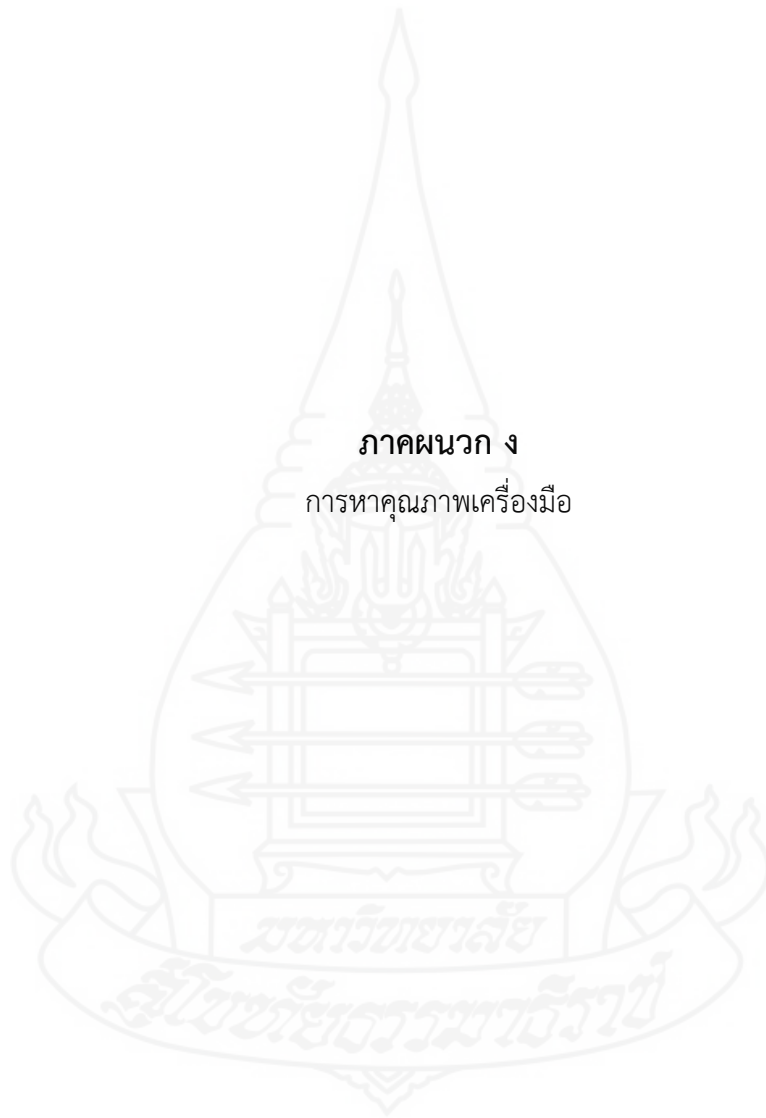 ภาคผนวก ง
การหาคุณภาพเครื่องมือ
มหาวิทยาลัย
สุโขทัยธรรมาธิราช